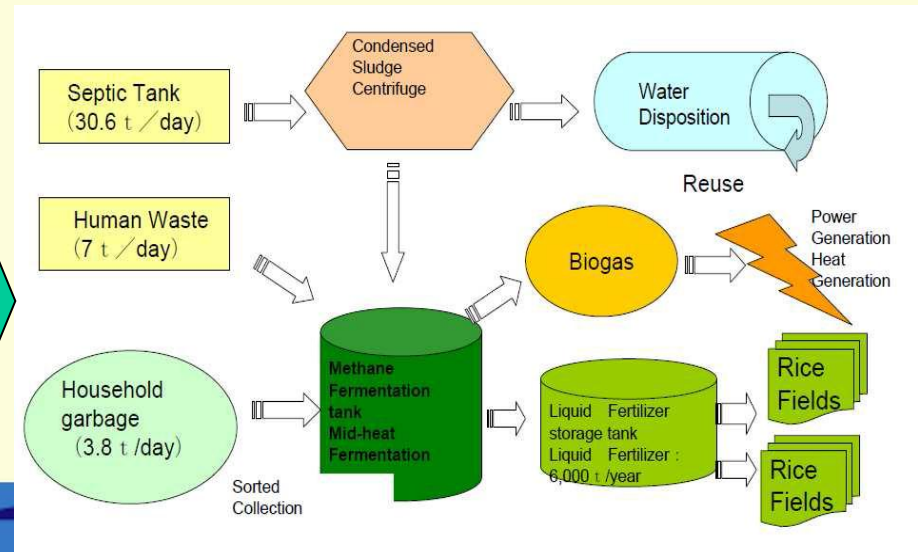 Septic Tank
(30.6 t ／day)
Condensed
Sludge
Centrifuge
Water
Disposition
Reuse
Human Waste
(7 t ／day)
Biogas
Power
Generation
Heat
Generation
Household
garbage
(3.8 t /day)
Sorted
Collection
Methane
Fermentation
tank
Mid-heat
Fermentation
Liquid Fertilizer
storage tank
Liquid Fertilizer :
6,000 t /year
Rice
Fields
Rice
Fields